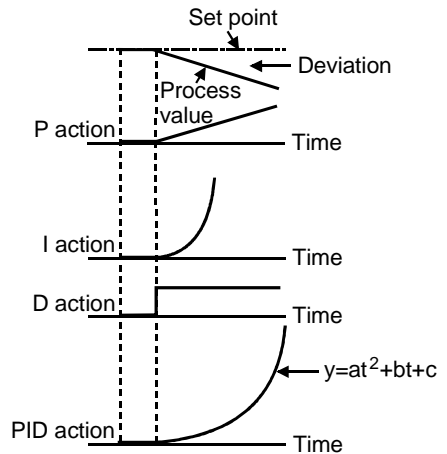 Set point
Deviation
Process
value
P action
Time
I action
Time
D action
Time
y=at²+bt+c
PID action
Time